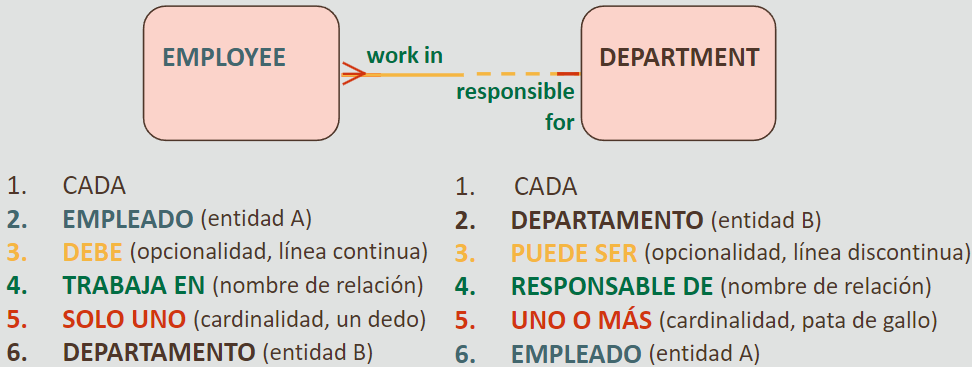 EMPLOYEE
work in
responsible
for
DEPARTMENT
1. CADA
2. EMPLEADO (entidad A)
3. DEBE (opcionalidad, línea continua)
4. TRABAJA EN (nombre de relación)
5. SOLO UNO (cardinalidad, un dedo)
6. DEPARTAMENTO (entidad B)
1. CADA
2. DEPARTAMENTO (entidad B)
3. PUEDE SER (opcionalidad, línea discontinua)
4. RESPONSABLE DE (nombre de relación)
5. UNO O MÁS (cardinalidad, pata de gallo)
6. EMPLEADO (entidad A)